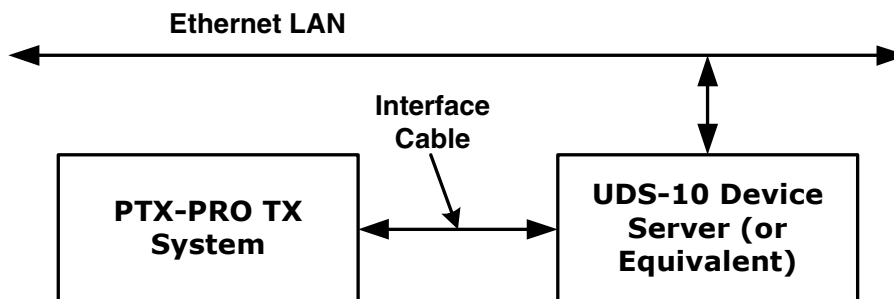 Ethernet LAN
Interface
Cable
PTX-PRO TX
System
UDS-10 Device
Server (or
Equivalent)